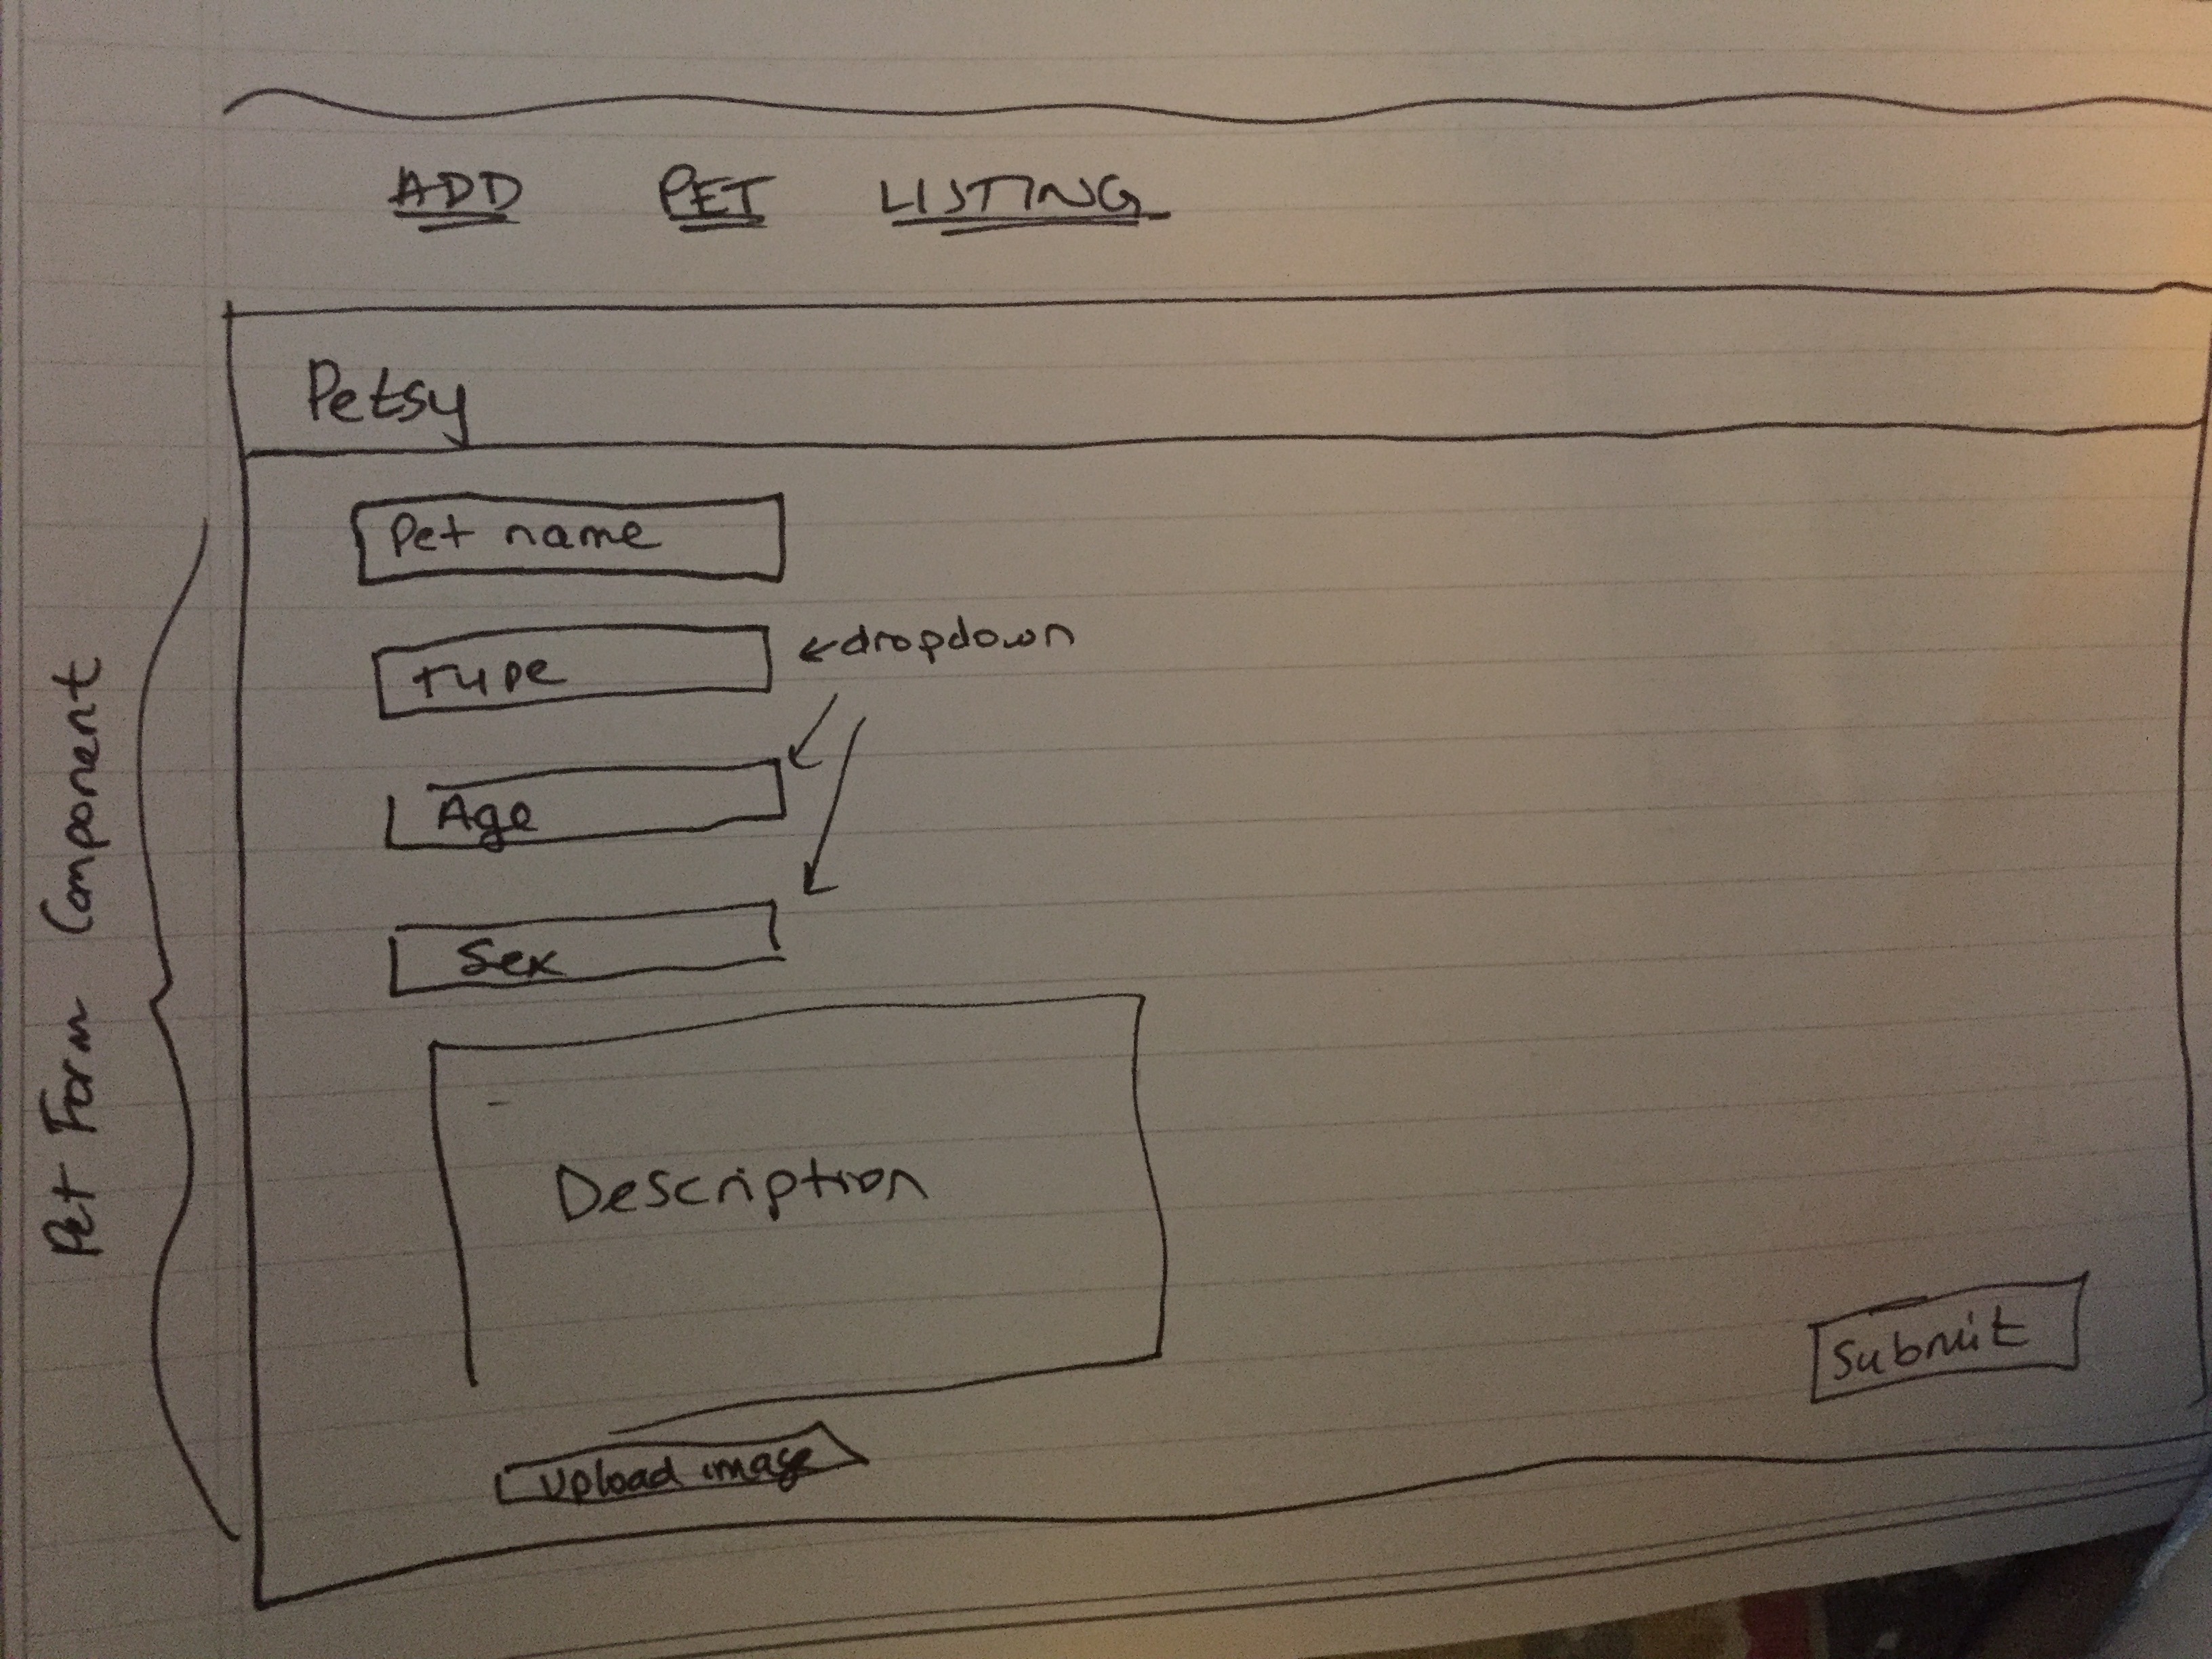 ADD PET LISTING
Petsy
Pet Form Component
Pet name
Type
dropdown
Age
Sex
Description
Upload image
Submit